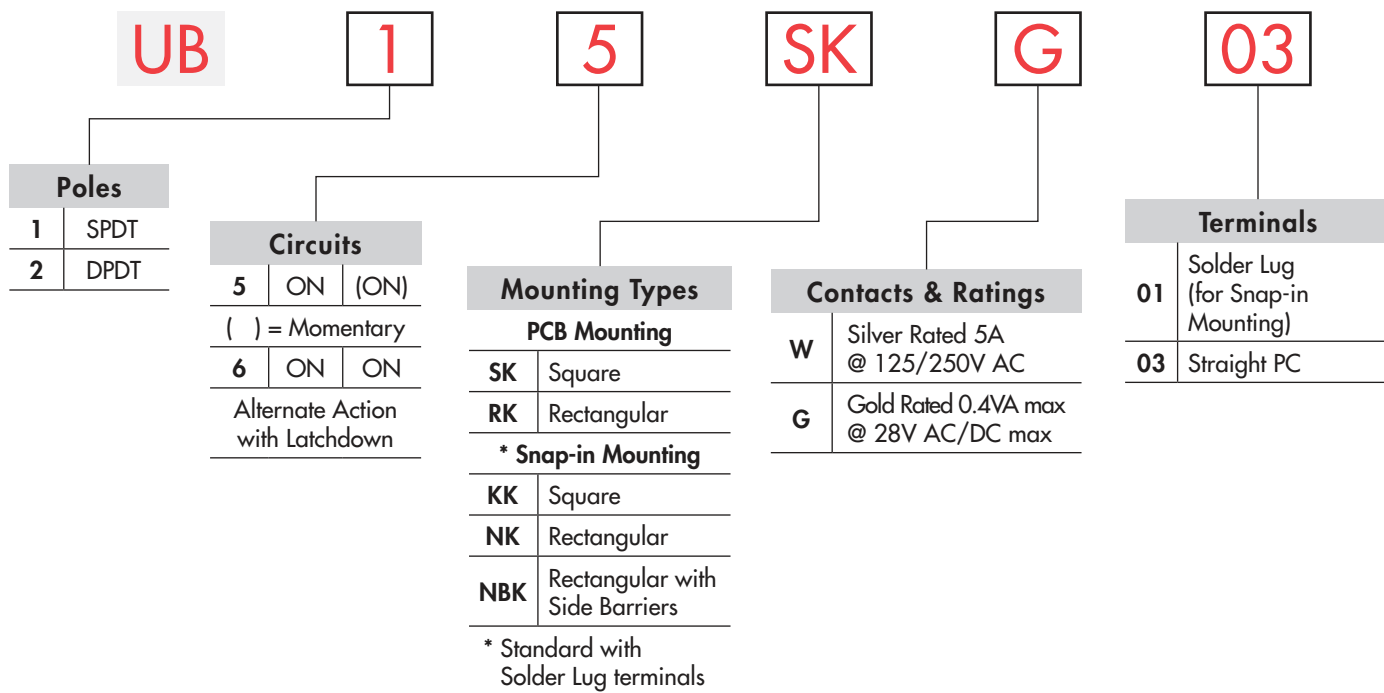 UB 1 5 SK G 03
Poles
1 SPDT
2 DPDT
Circuits
5 ON (ON)
( ) = Momentary
6 ON ON
Alternate Action
with Latchdown
Mounting Types
PCB Mounting
SK Square
RK Rectangular
* Snap-in Mounting
KK Square
NK Rectangular
NBK Rectangular with
Side Barriers
* Standard with
Solder Lug terminals
Contacts & Ratings
W Silver Rated 5A
@ 125/250V AC
G Gold Rated 0.4VA max
@ 28V AC/DC max
Terminals
01 Solder Lug
(for Snap-in
Mounting)
03 Straight PC